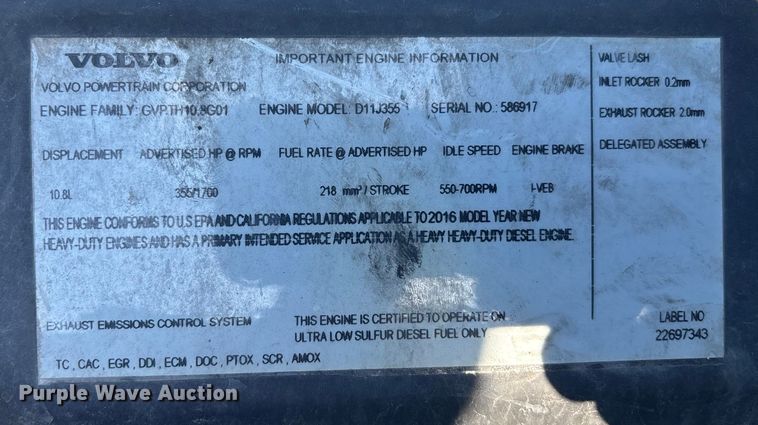 VOLVO IMPORTANT ENGINE INFORMATION VALVE LASH
VOLVO POWERTRAIN CORPORATION INLET ROCKER 0.2mm
ENGINE FAMILY: GVPTH10.8G01 ENGINE MODEL: D11J355 SERIAL NO.: 586917 EXHAUST ROCKER 2.0mm
DELEGATED ASSEMBLY
DISPLACEMENT ADVERTISED HP @ RPM FUEL RATE @ ADVERTISED HP IDLE SPEED ENGINE BRAKE
10.8L 355/1700 218 mm³/STROKE 550-700RPM I-VEB
THIS ENGINE CONFORMS TO U.S EPA AND CALIFORNIA REGULATIONS APPLICABLE TO 2016 MODEL YEAR NEW
HEAVY-DUTY ENGINES AND HAS A PRIMARY INTENDED SERVICE APPLICATION AS A HEAVY HEAVY-DUTY DIESEL ENGINE.
EXHAUST EMISSIONS CONTROL SYSTEM THIS ENGINE IS CERTIFIED TO OPERATE ON LABEL NO
ULTRA LOW SULFUR DIESEL FUEL ONLY 22697343
TC , CAC, EGR , DDI , ECM , DOC , PTOX , SCR , AMOX
Purple Wave Auction